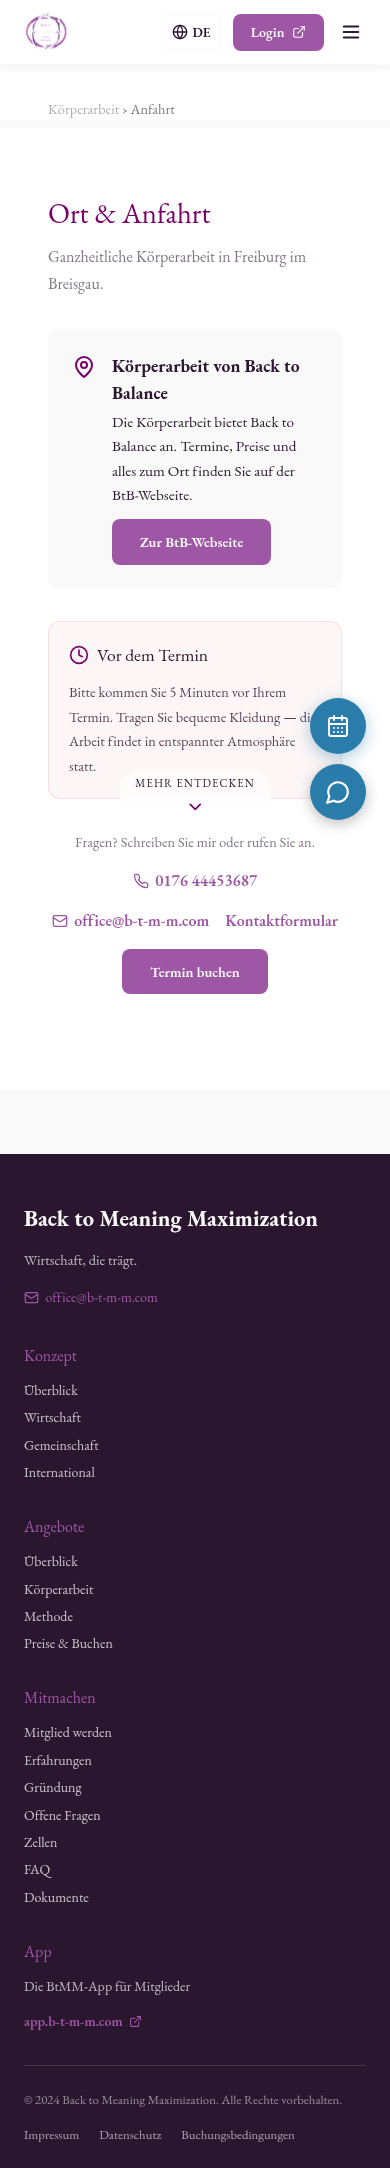 DE
Login
Körperarbeit › Anfahrt
Ort & Anfahrt
Ganzheitliche Körperarbeit in Freiburg im
Breisgau.
Körperarbeit von Back to
Balance
Die Körperarbeit bietet Back to
Balance an. Termine, Preise und
alles zum Ort finden Sie auf der
BtB-Webseite.
Zur BtB-Webseite
Vor dem Termin
Bitte kommen Sie 5 Minuten vor Ihrem
Termin. Tragen Sie bequeme Kleidung — di
Arbeit findet in entspannter Atmosphäre
statt.
MEHR ENTDECKEN
Fragen? Schreiben Sie mir oder rufen Sie an.
0176 44453687
office@b-t-m-m.com Kontaktformular
Termin buchen
Back to Meaning Maximization
Wirtschaft, die trägt.
office@b-t-m-m.com
Konzept
Überblick
Wirtschaft
Gemeinschaft
International
Angebote
Überblick
Körperarbeit
Methode
Preise & Buchen
Mitmachen
Mitglied werden
Erfahrungen
Gründung
Offene Fragen
Zellen
FAQ
Dokumente
App
Die BtMM-App für Mitglieder
app.b-t-m-m.com
© 2024 Back to Meaning Maximization. Alle Rechte vorbehalten.
Impressum Datenschutz Buchungsbedingungen